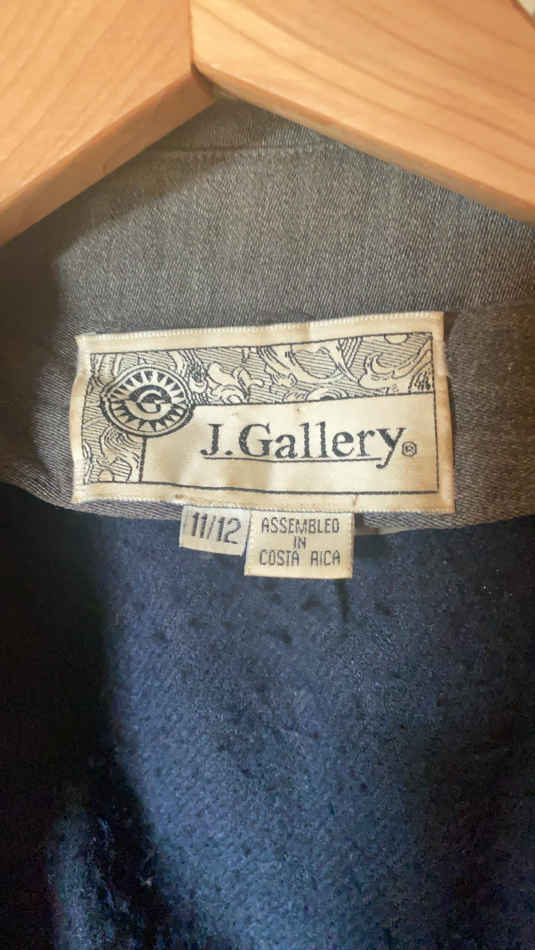 G
J.Gallery®
11/12
ASSEMBLED
IN
COSTA RICA